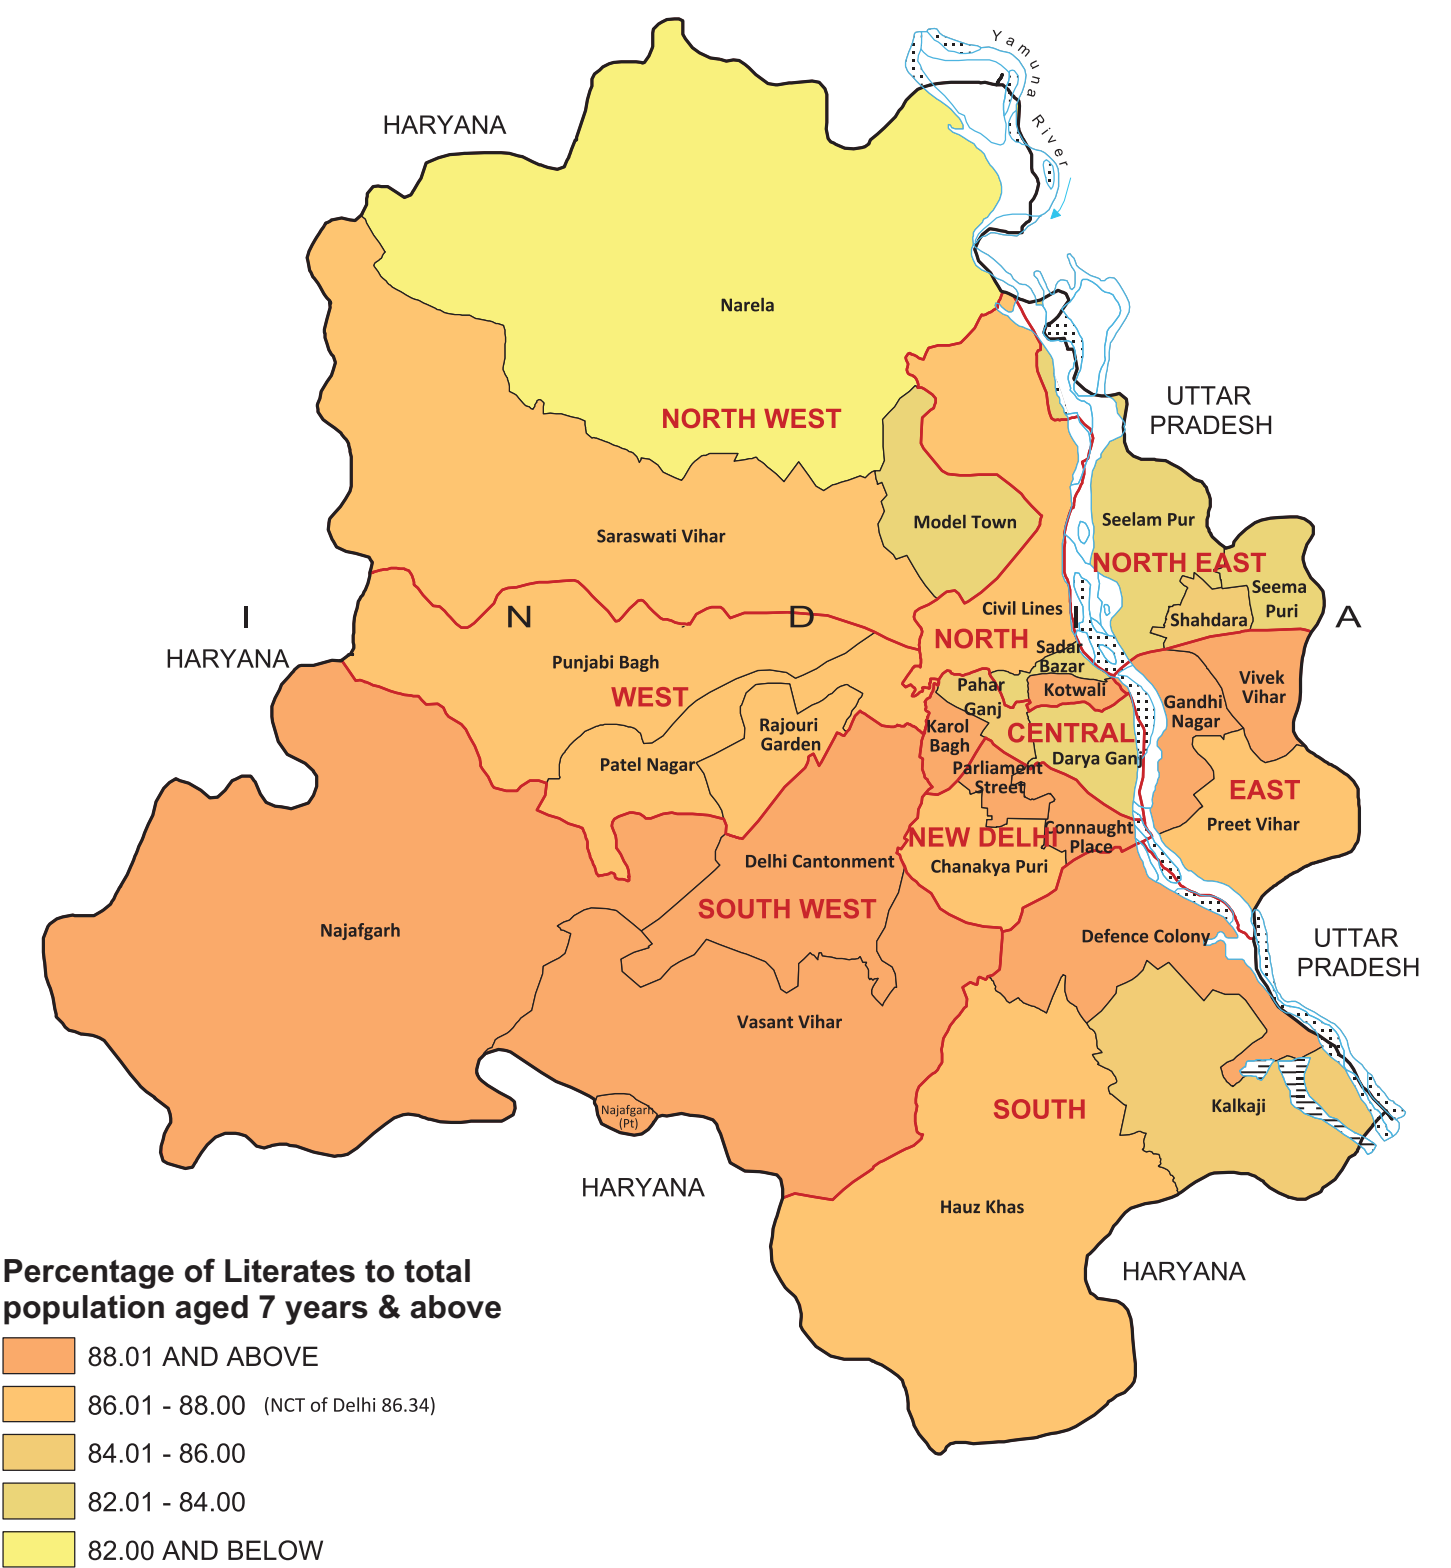 Yamuna River
HARYANA
Narela
UTTAR
PRADESH
NORTH WEST
Model Town
Seelam Pur
Saraswati Vihar
NORTH EAST
Seema
Puri
Shahdara
I N D I A
Civil Lines
HARYANA
NORTH
Sadar
Bazar
Punjabi Bagh
WEST
Pahar
Ganj
Kotwali
Vivek
Vihar
Gandhi
Nagar
Rajouri
Garden
Karol
Bagh
CENTRAL
Darya Ganj
Patel Nagar
Parliament
Street
EAST
Preet Vihar
NEW DELHI
Connaught
Place
Delhi Cantonment
Chanakya Puri
SOUTH WEST
Najafgarh
Defence Colony
UTTAR
PRADESH
Vasant Vihar
Najafgarh
(Pt)
SOUTH
Kalkaji
HARYANA
Hauz Khas
HARYANA
Percentage of Literates to total
population aged 7 years & above
88.01 AND ABOVE
86.01 - 88.00 (NCT of Delhi 86.34)
84.01 - 86.00
82.01 - 84.00
82.00 AND BELOW